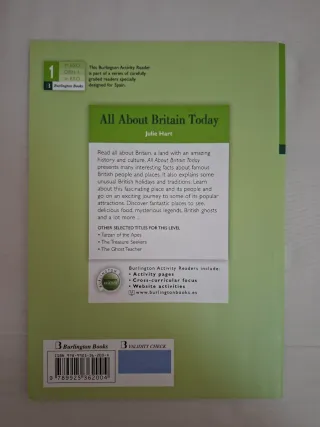 1
Burlington Books
This Burlington Activity Reader
is part of a series of carefully
graded readers specially
designed for Spain.
All About Britain Today
Julie Hart
Read all about Britain, a land with an amazing
history and culture. All About Britain Today
presents many interesting facts about famous
British people and places. It also explains some
unusual British holidays and traditions. Learn
about this fascinating place and its people and
go on an exciting journey to some of its popular
attractions. Discover fantastic places to see,
delicious food, mysterious legends, British ghosts
and a lot more ...
OTHER SELECTED TITLES FOR THIS LEVEL
• Tarzan of the Apes
• The Treasure Seekers
• The Ghost Teacher
Burlington Activity Readers include:
• Activity pages
• Cross-curricular focus
• Website activities
www.burlingtonbooks.es
B Burlington Books
B VALIDITY CHECK
9 789925 362004